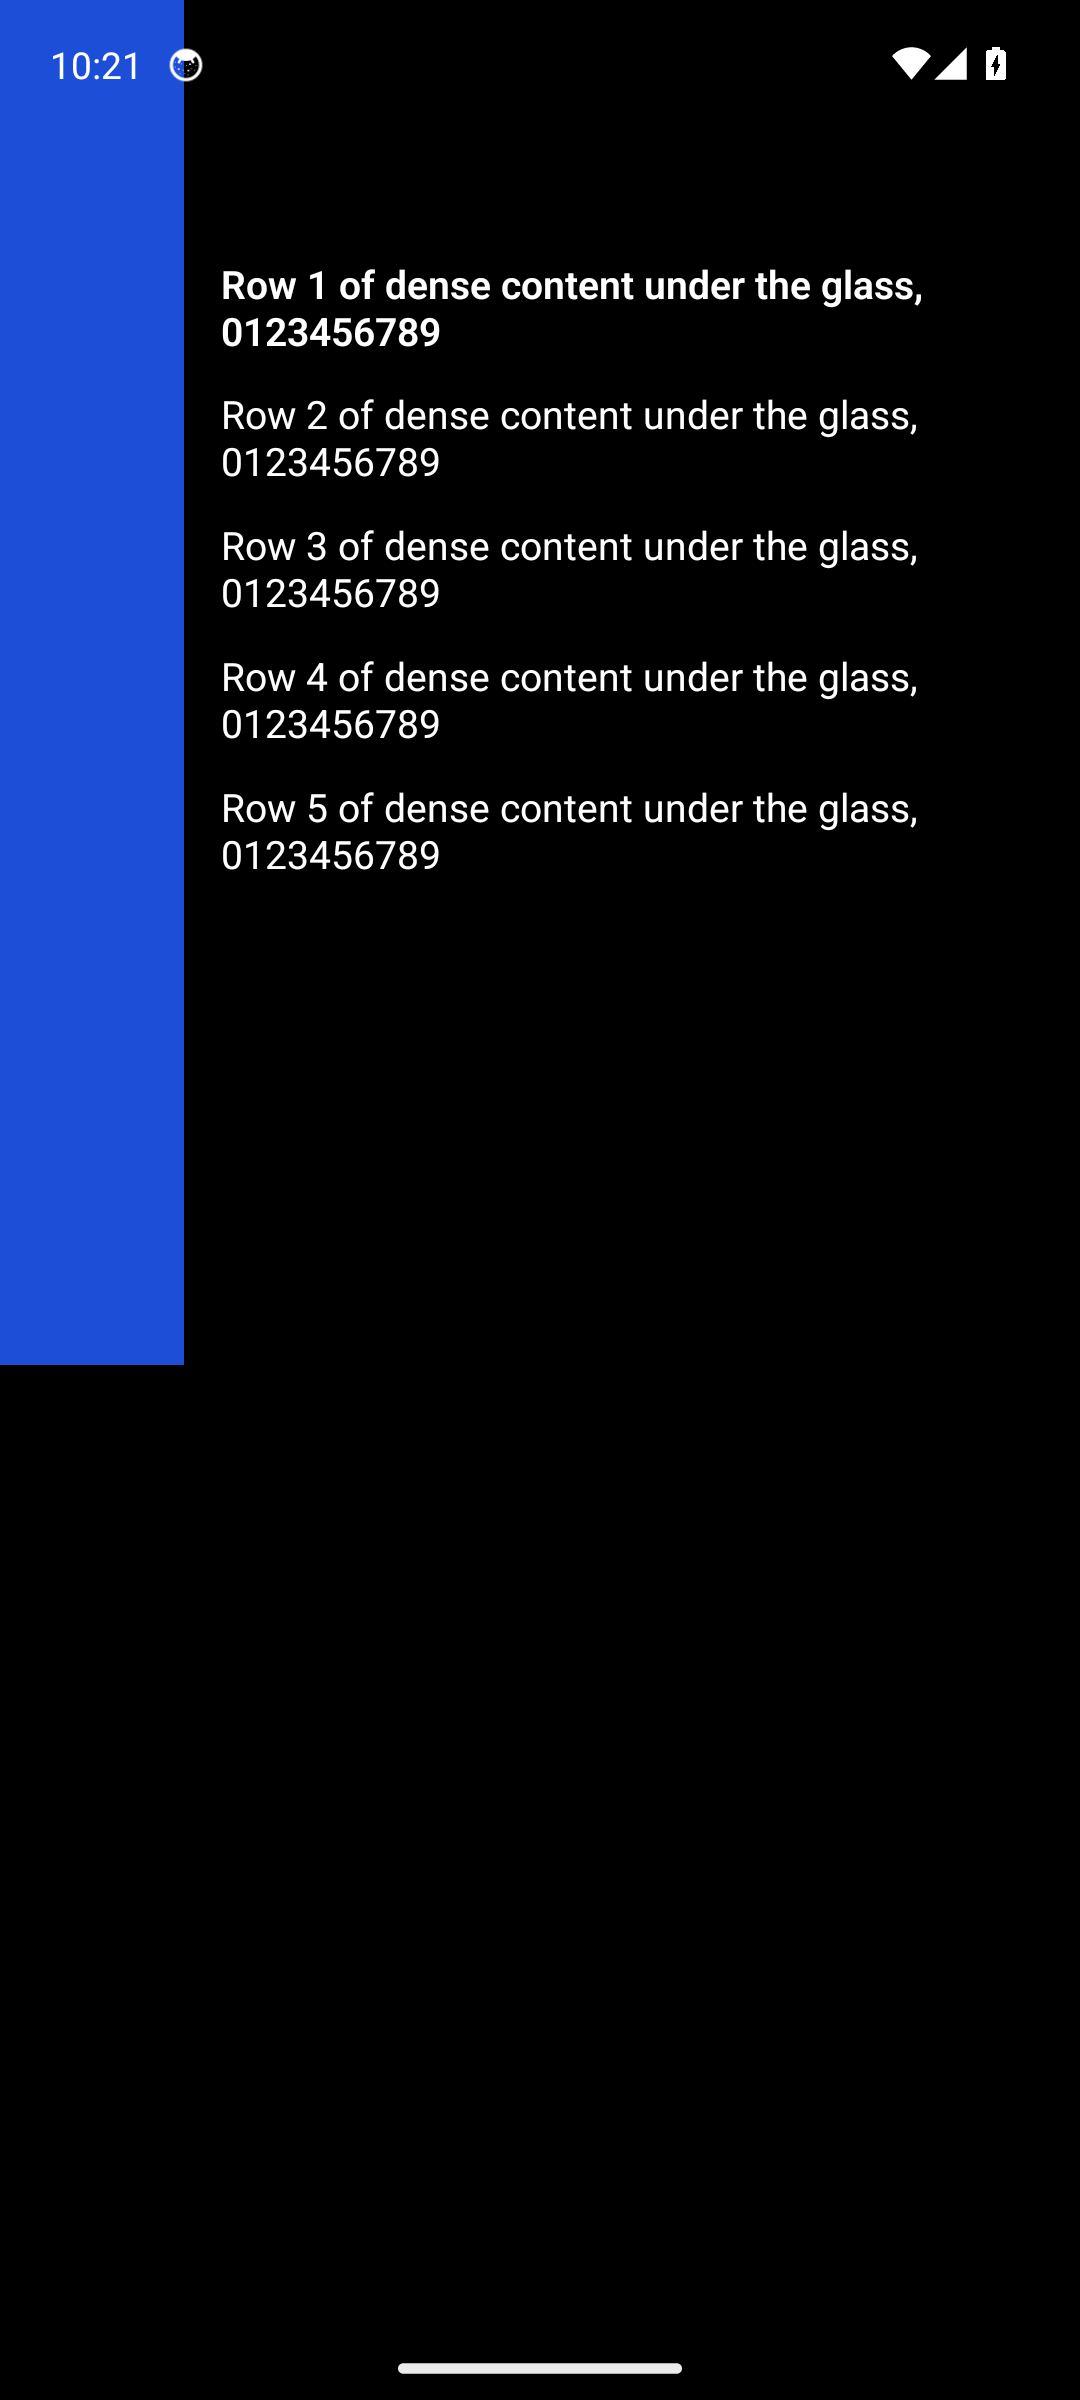 10:21
Row 1 of dense content under the glass,
0123456789
Row 2 of dense content under the glass,
0123456789
Row 3 of dense content under the glass,
0123456789
Row 4 of dense content under the glass,
0123456789
Row 5 of dense content under the glass,
0123456789